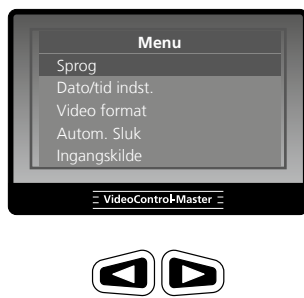 Menu
Sprog
Dato/tid indst.
Video format
Autom. Sluk
Ingangskilde
VideoControl-Master